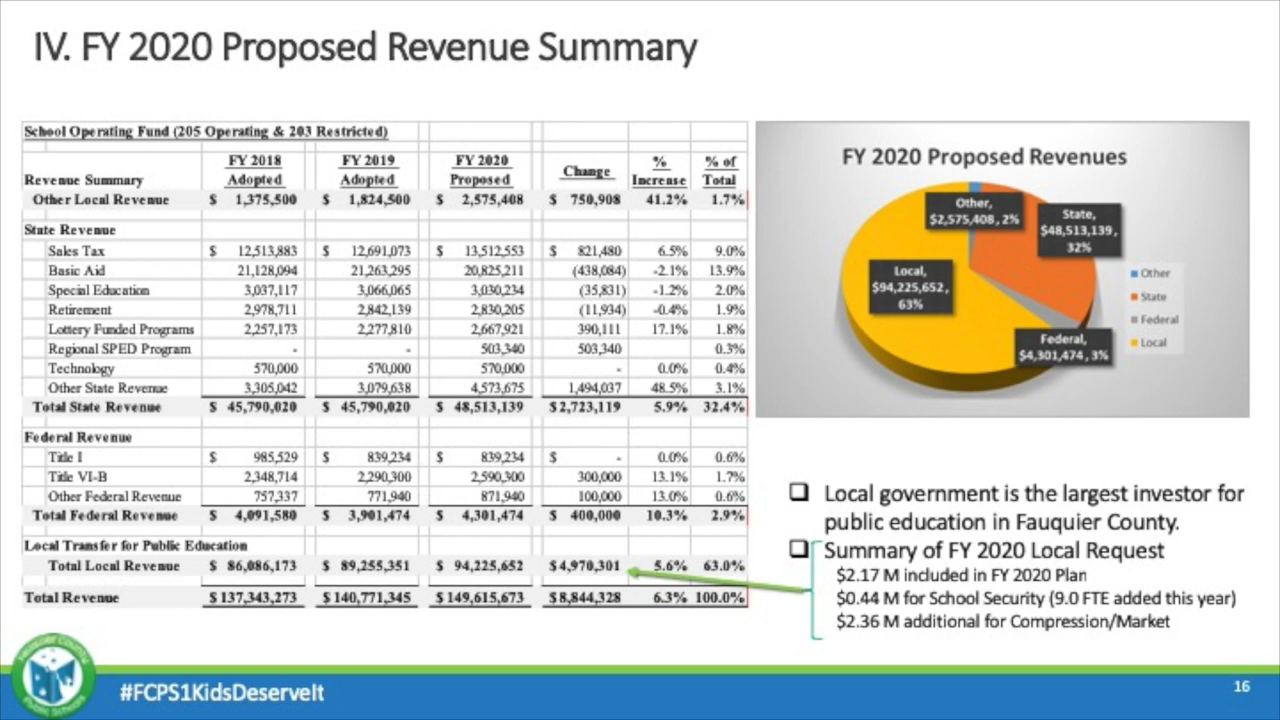 IV. FY 2020 Proposed Revenue Summary
School Operating Fund (205 Operating & 203 Restricted)
Revenue Summary FY 2018 Adopted FY 2019 Adopted FY 2020 Proposed Change % Increase % of Total
Other Local Revenue $ 1,375,500 $ 1,824,500 $ 2,575,408 $ 750,908 41.2% 1.7%
State Revenue
Sales Tax $ 12,513,883 $ 12,691,073 $ 13,512,553 $ 821,480 6.5% 9.0%
Basic Aid 21,128,094 21,263,295 20,825,211 (438,084) -2.1% 13.9%
Special Education 3,037,117 3,066,065 3,030,234 (35,831) -1.2% 2.0%
Retirement 2,978,711 2,842,139 2,830,205 (11,934) -0.4% 1.9%
Lottery Funded Programs 2,257,173 2,277,810 2,667,921 390,111 17.1% 1.8%
Regional SPED Program - - 503,340 503,340 0.3%
Technology 570,000 570,000 570,000 - 0.0% 0.4%
Other State Revenue 3,305,042 3,079,638 4,573,675 1,494,037 48.5% 3.1%
Total State Revenue $ 45,790,020 $ 45,790,020 $ 48,513,139 $ 2,723,119 5.9% 32.4%
Federal Revenue
Title I $ 985,529 $ 839,234 $ 839,234 $ - 0.0% 0.6%
Title VI-B 2,348,714 2,290,300 2,590,300 300,000 13.1% 1.7%
Other Federal Revenue 757,337 771,940 871,940 100,000 13.0% 0.6%
Total Federal Revenue $ 4,091,580 $ 3,901,474 $ 4,301,474 $ 400,000 10.3% 2.9%
Local Transfer for Public Education
Total Local Revenue $ 86,086,173 $ 89,255,351 $ 94,225,652 $ 4,970,301 5.6% 63.0%
Total Revenue $ 137,343,273 $ 140,771,345 $ 149,615,673 $ 8,844,328 6.3% 100.0%
FY 2020 Proposed Revenues
Other,
$2,575,408, 2%
State,
$48,513,139,
32%
Local,
$94,225,652,
63%
Federal,
$4,301,474, 3%
Other
State
Federal
Local
Local government is the largest investor for
public education in Fauquier County.
Summary of FY 2020 Local Request
$2.17 M included in FY 2020 Plan
$0.44 M for School Security (9.0 FTE added this year)
$2.36 M additional for Compression/Market
Fauquier County
Public Schools
#FCPS1KidsDeserveIt
16